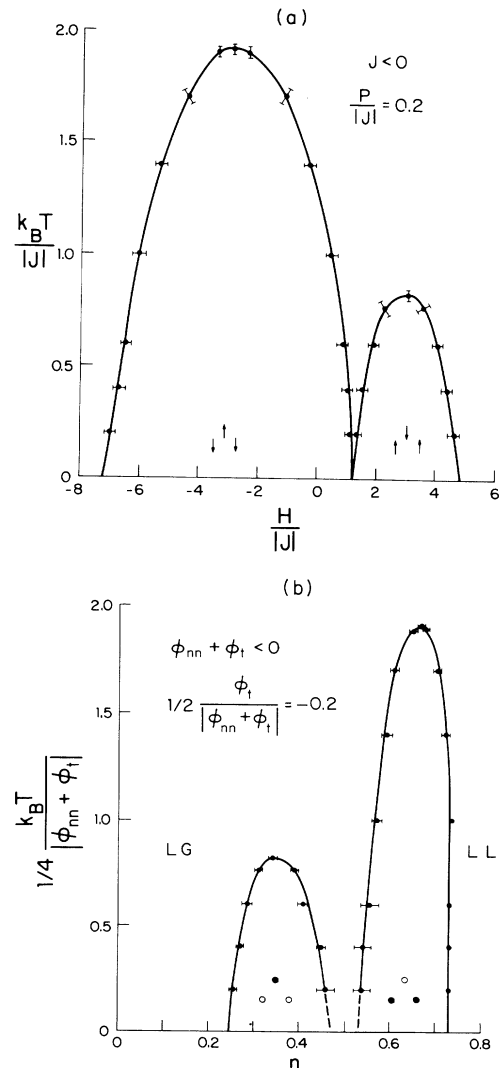 (a)
J < 0
P/|J| = 0.2
2.0
1.5
1.0
0.5
0
k_B T/|J|
-8 -6 -4 -2 0 2 4 6
H/|J|
(b)
2.0
1.5
1.0
0.5
0
ϕ_nn + ϕ_t < 0
1/2 ϕ_t/|ϕ_nn + ϕ_t| = -0.2
1/4 k_B T/|ϕ_nn + ϕ_t|
LG
LL
0 0.2 0.4 0.6 0.8
n